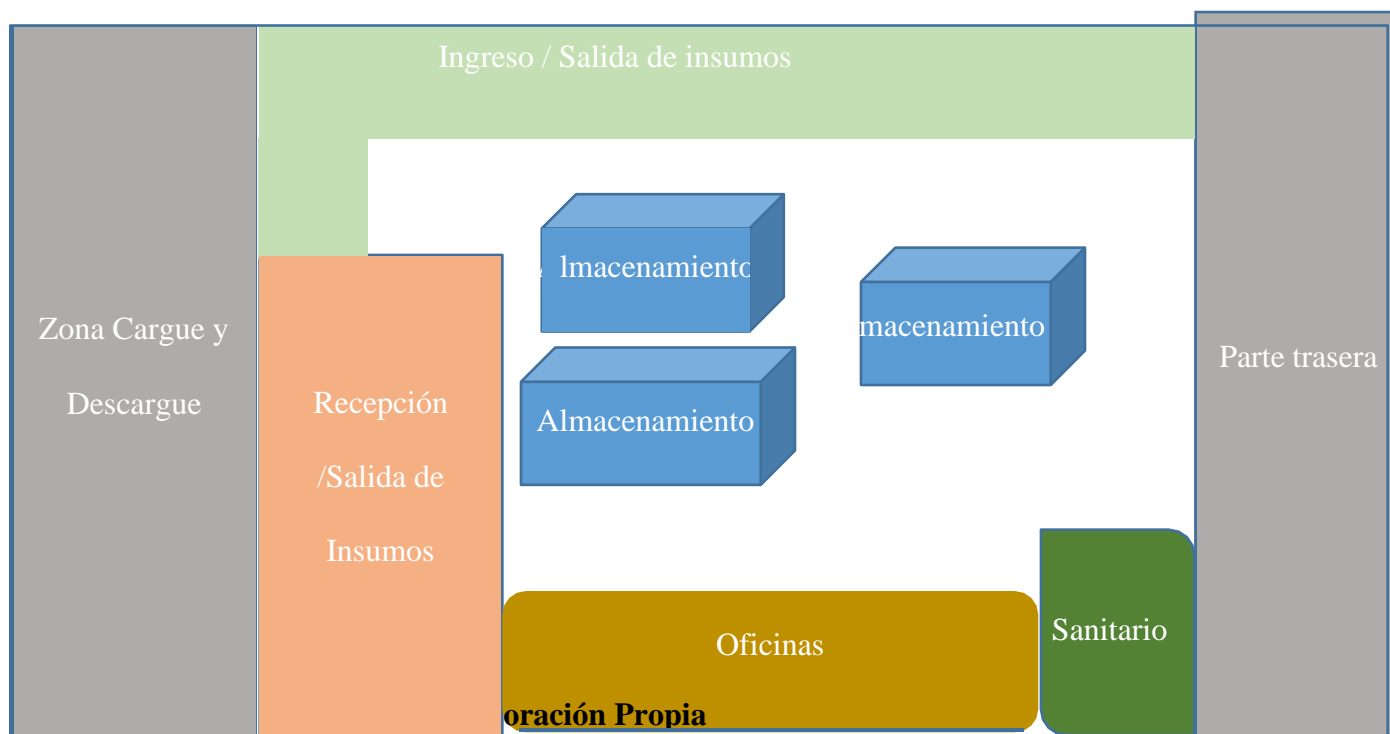 Ingreso / Salida de insumos
lmacenamiento
macenamiento
Zona Cargue y
Descargue
Parte trasera
Recepción
/Salida de
Insumos
Almacenamiento
Oficinas
Sanitario
oración Propia